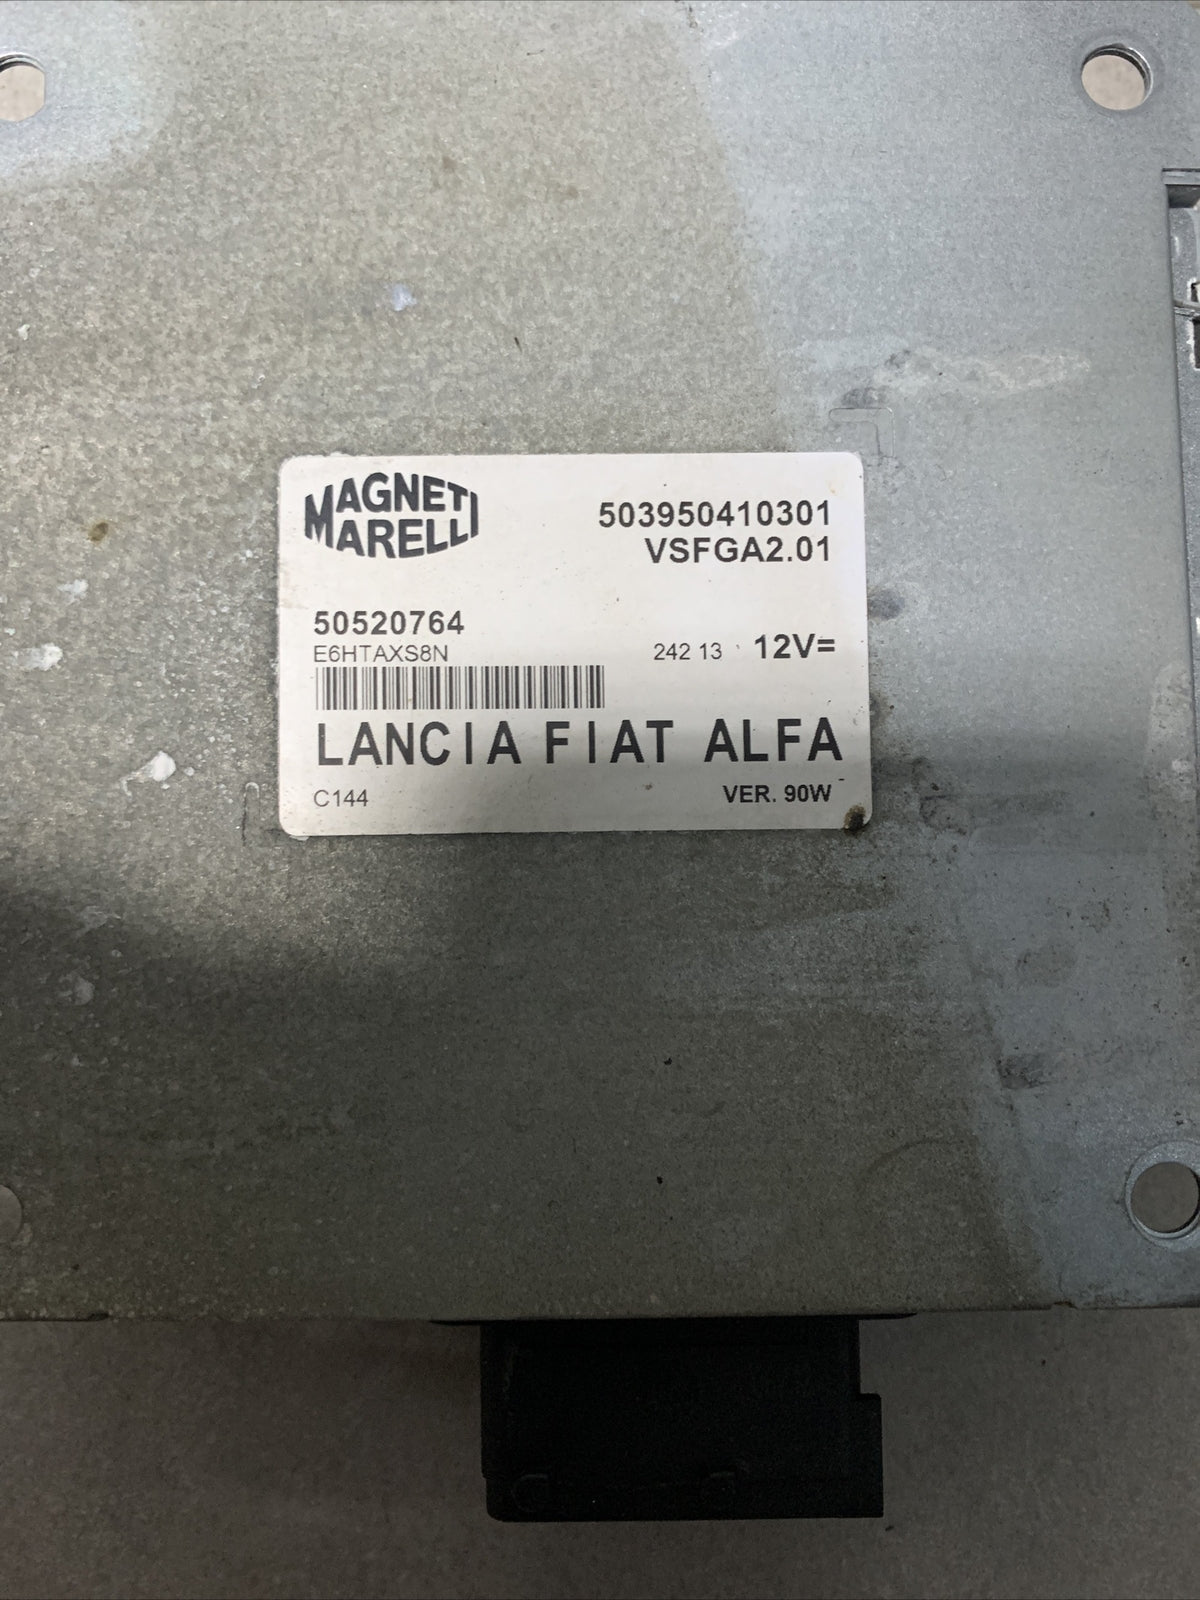 MAGNETI
MARELLI
503950410301
VSFGA2.01
50520764
E6HTAXS8N
242 13 12V=
LANCIA FIAT ALFA
C144
VER. 90W